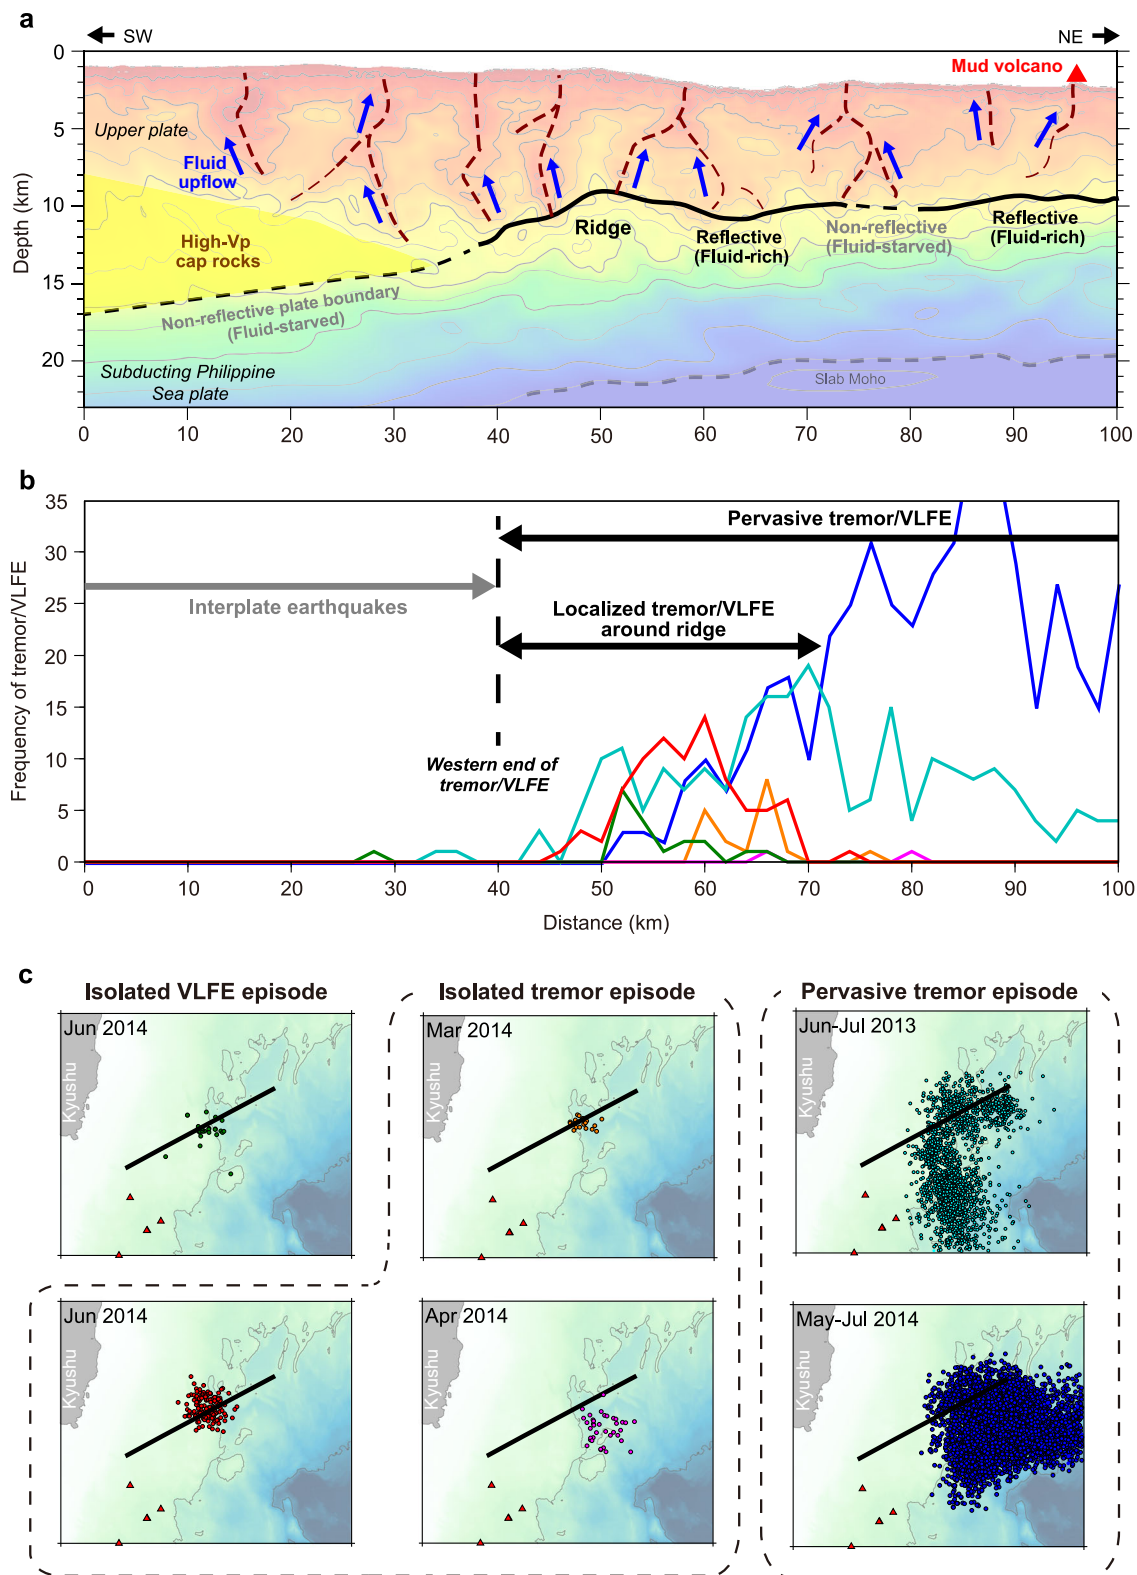 a
SW
NE
Mud volcano
Upper plate
Fluid
upflow
High-Vp
cap rocks
Ridge
Reflective
(Fluid-rich)
Non-reflective
(Fluid-starved)
Reflective
(Fluid-rich)
Non-reflective plate boundary
(Fluid-starved)
Subducting Philippine
Sea plate
Slab Moho
Depth (km)
0
5
10
15
20
0
10
20
30
40
50
60
70
80
90
100
b
Frequency of tremor/VLFE
35
30
25
20
15
10
5
0
Pervasive tremor/VLFE
Interplate earthquakes
Localized tremor/VLFE
around ridge
Western end of
tremor/VLFE
0
10
20
30
40
50
60
70
80
90
100
Distance (km)
c
Isolated VLFE episode
Isolated tremor episode
Pervasive tremor episode
Jun 2014
Kyushu
Mar 2014
Kyushu
Jun-Jul 2013
Kyushu
Jun 2014
Kyushu
Apr 2014
Kyushu
May-Jul 2014
Kyushu